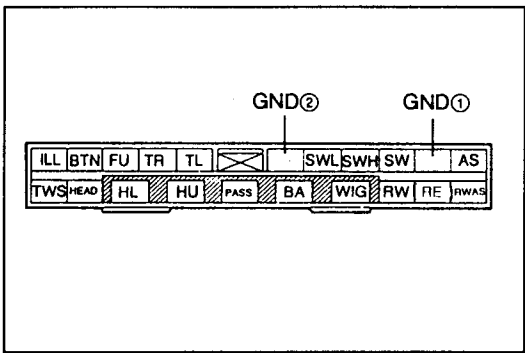 GND② GND①
ILL BTN FU TR TL SWL SWH SW AS
TWS HEAD HL HU PASS BA WIG RW RE RWAS